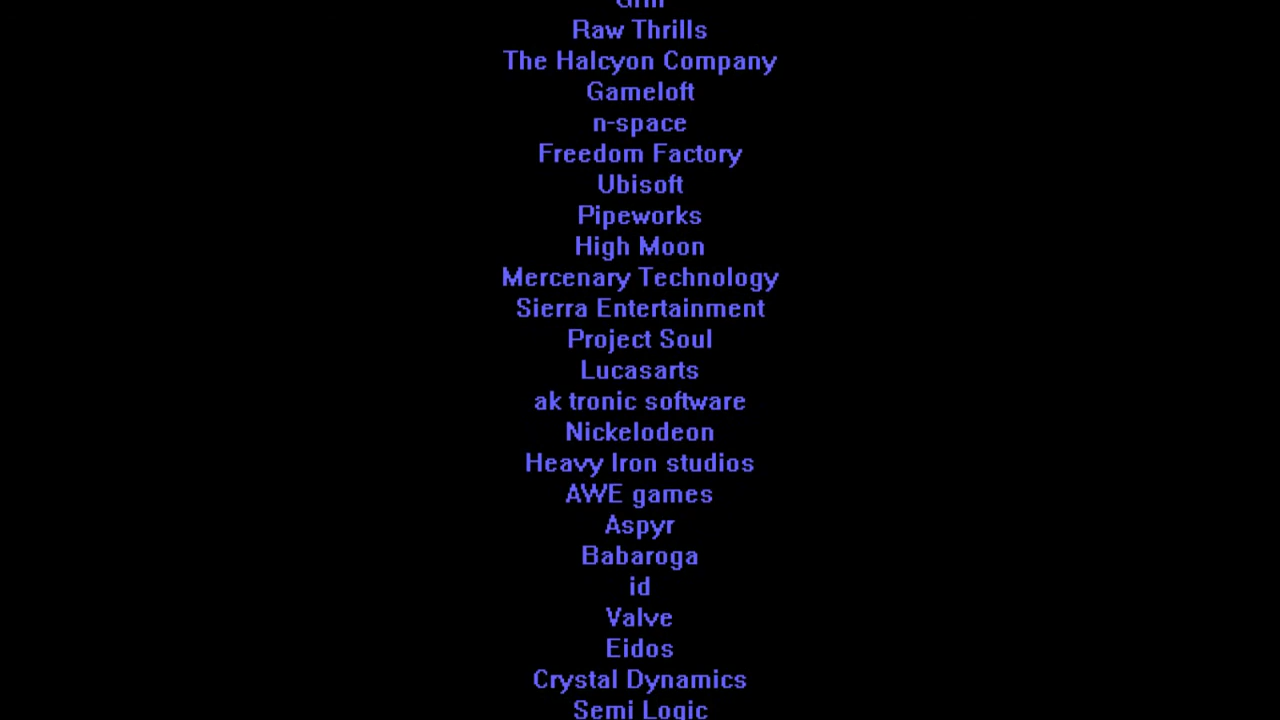 Raw Thrills
The Halcyon Company
Gameloft
n-space
Freedom Factory
Ubisoft
Pipeworks
High Moon
Mercenary Technology
Sierra Entertainment
Project Soul
Lucasarts
ak tronic software
Nickelodeon
Heavy Iron studios
AWE games
Aspyr
Babaroga
id
Valve
Eidos
Crystal Dynamics
Semi Logic